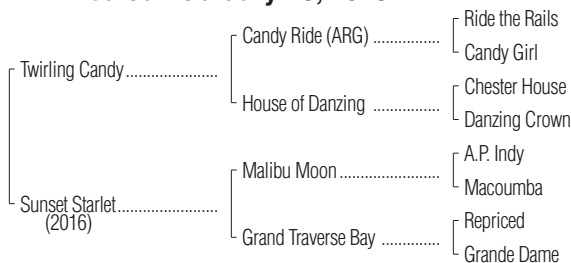 Ride the Rails
Candy Ride (ARG)
Candy Girl
Twirling Candy
Chester House
House of Danzing
Danzing Crown
A.P. Indy
Malibu Moon
Macoumba
Sunset Starlet
(2016)
Repriced
Grand Traverse Bay
Grande Dame